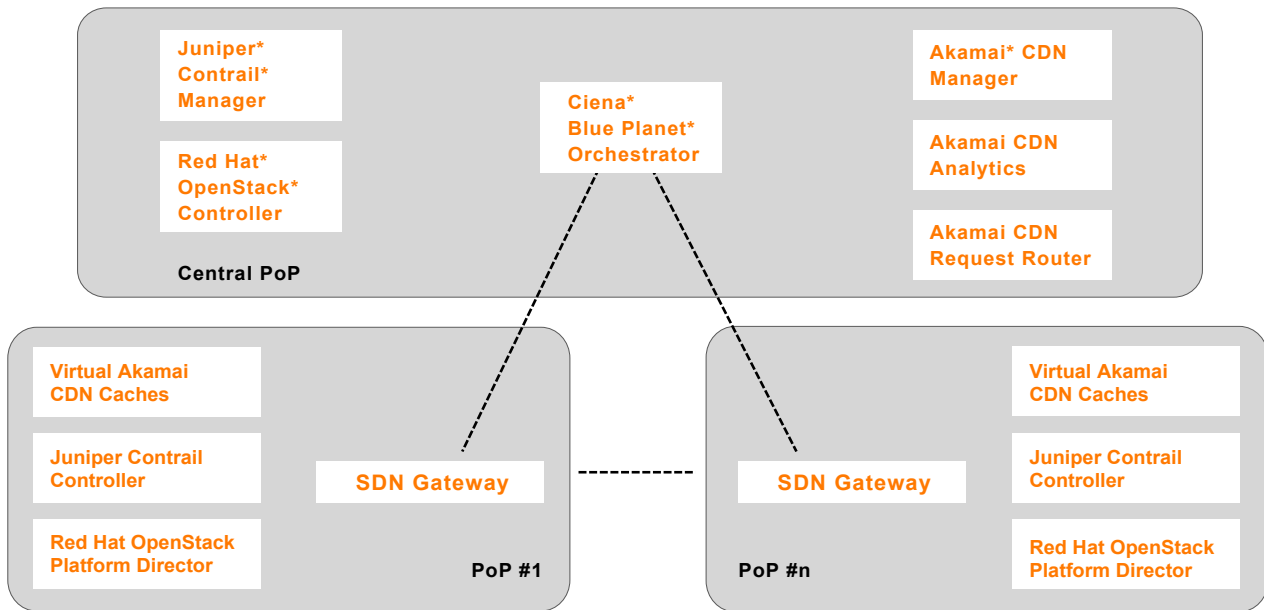 Juniper*
Contrail*
Manager
Red Hat*
OpenStack*
Controller
Central PoP
Ciena*
Blue Planet*
Orchestrator
Akamai* CDN
Manager
Akamai CDN
Analytics
Akamai CDN
Request Router
Virtual Akamai
CDN Caches
Juniper Contrail
Controller
Red Hat OpenStack
Platform Director
SDN Gateway
PoP #1
SDN Gateway
PoP #n
Virtual Akamai
CDN Caches
Juniper Contrail
Controller
Red Hat OpenStack
Platform Director